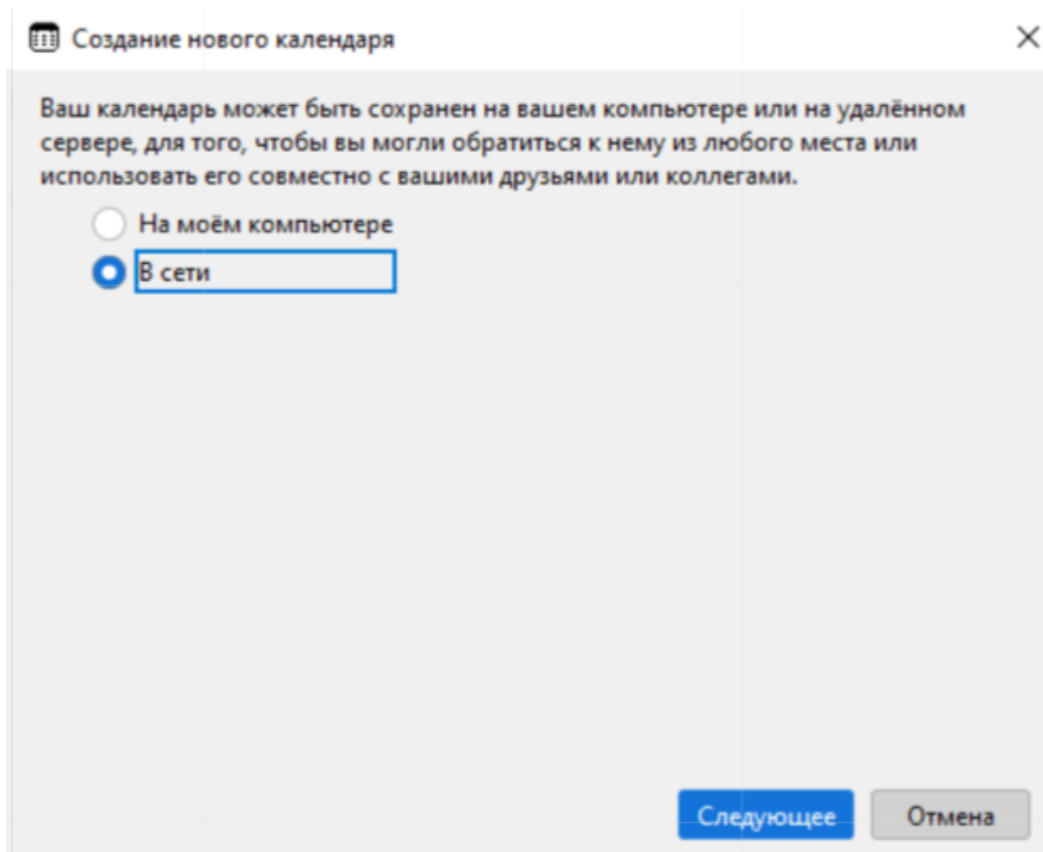 Создание нового календаря
Ваш календарь может быть сохранен на вашем компьютере или на удалённом
сервере, для того, чтобы вы могли обратиться к нему из любого места или
использовать его совместно с вашими друзьями или коллегами.
На моём компьютере
В сети
Следующее Отмена